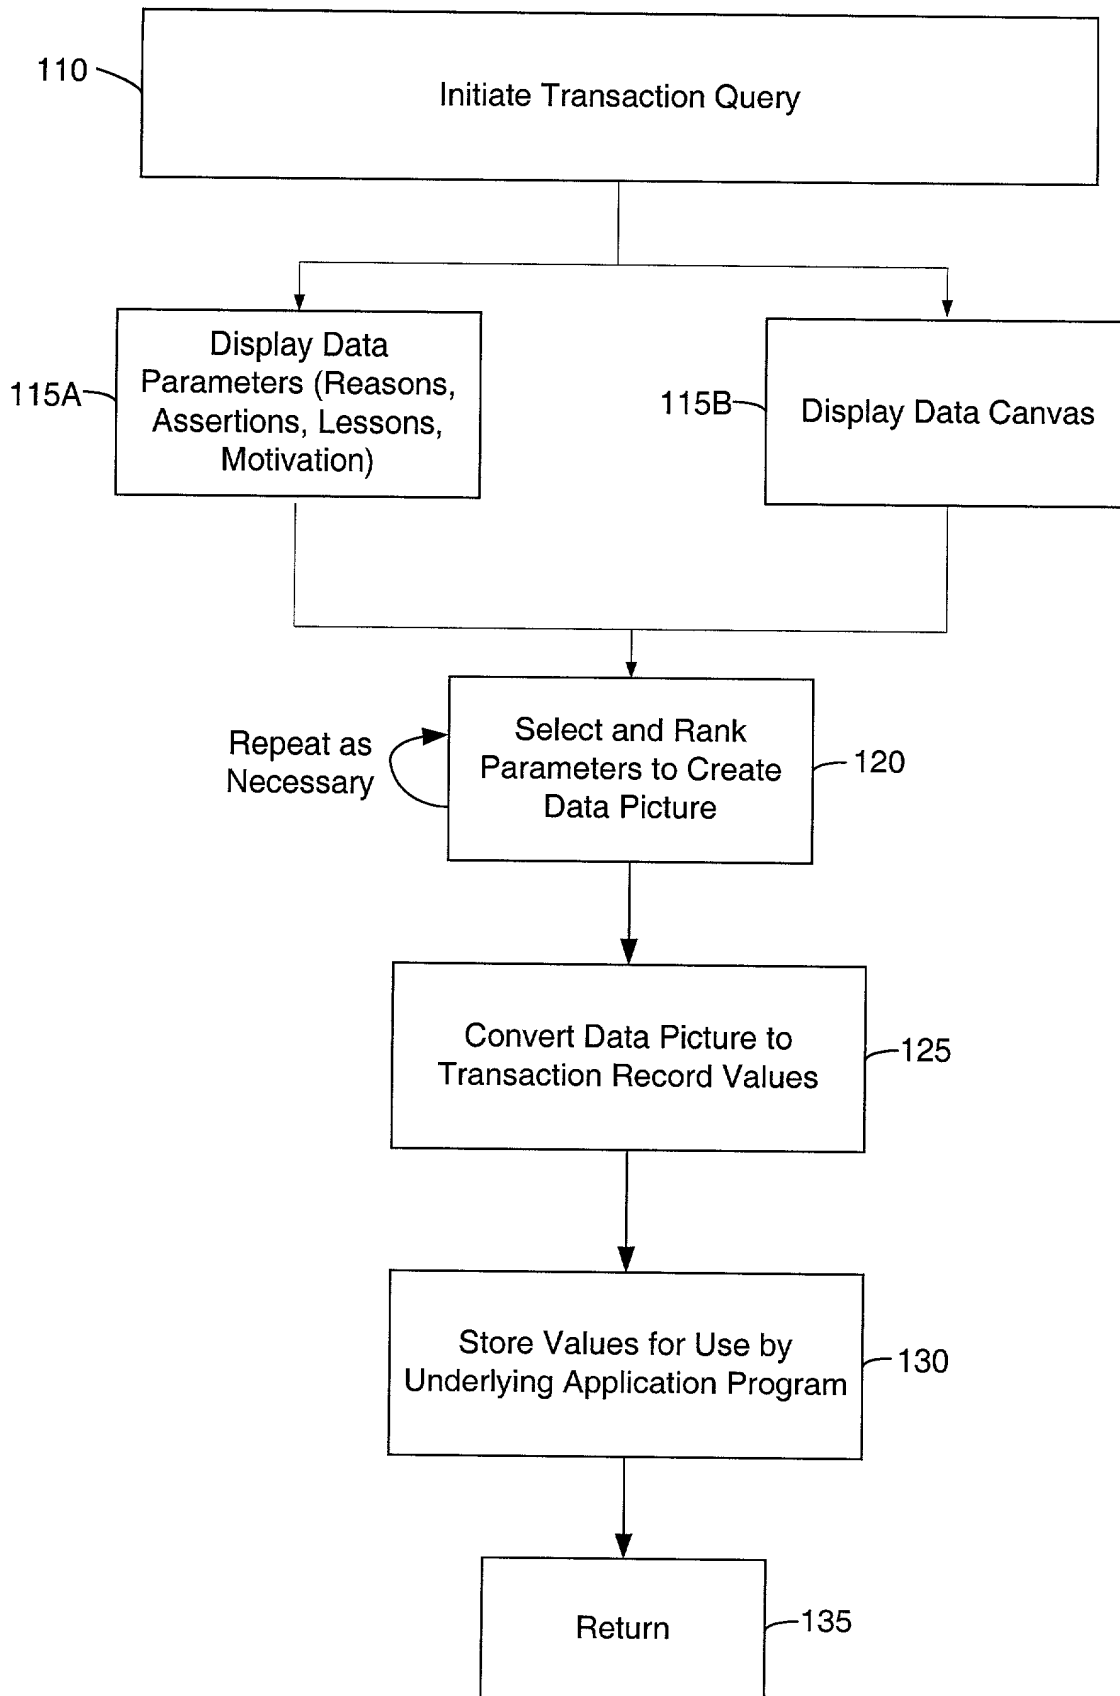 110
Initiate Transaction Query
115A
Display Data
Parameters (Reasons,
Assertions, Lessons,
Motivation)
115B
Display Data Canvas
Repeat as
Necessary
Select and Rank
Parameters to Create
Data Picture
120
Convert Data Picture to
Transaction Record Values
125
Store Values for Use by
Underlying Application Program
130
Return
135